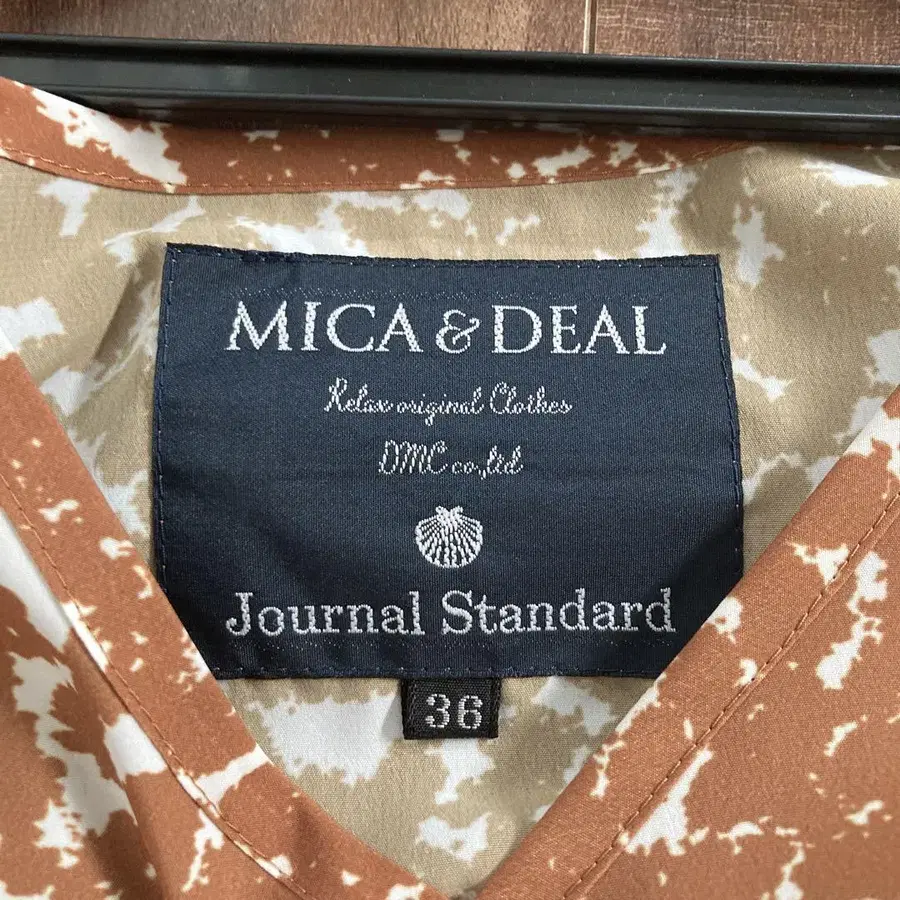 MICA & DEAL
Relax original Clothes
DMC co,ltd
Journal Standard
36